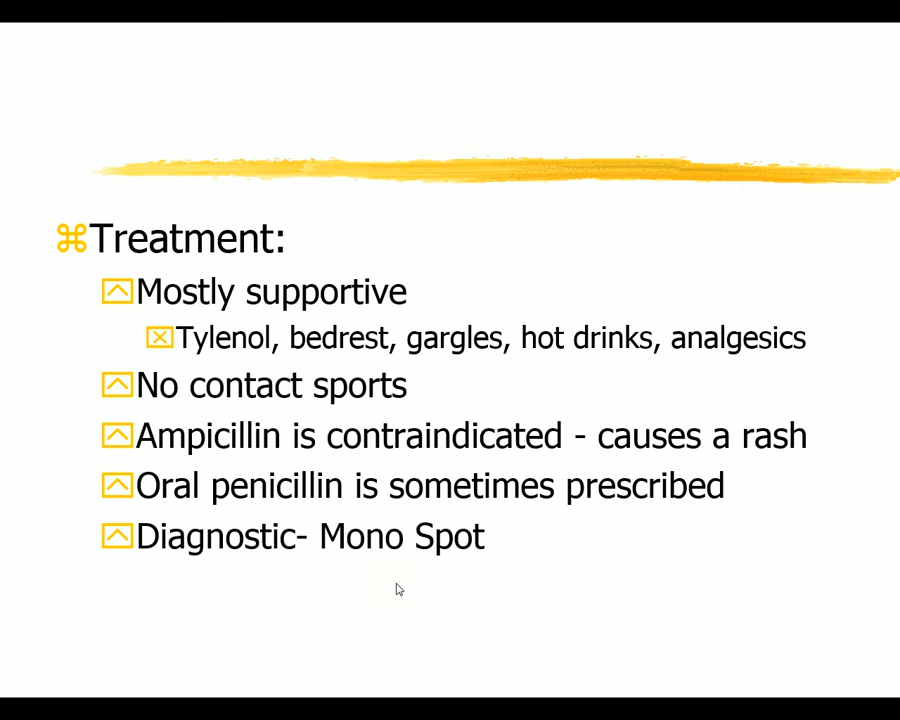 Treatment:
Mostly supportive
Tylenol, bedrest, gargles, hot drinks, analgesics
No contact sports
Ampicillin is contraindicated - causes a rash
Oral penicillin is sometimes prescribed
Diagnostic- Mono Spot